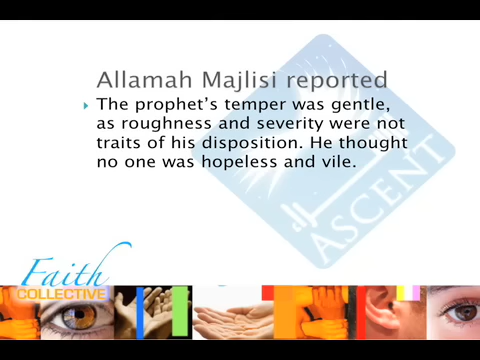 Allamah Majlisi reported
The prophet's temper was gentle,
as roughness and severity were not
traits of his disposition. He thought
no one was hopeless and vile.
ASCENT
Faith
COLLECTIVE